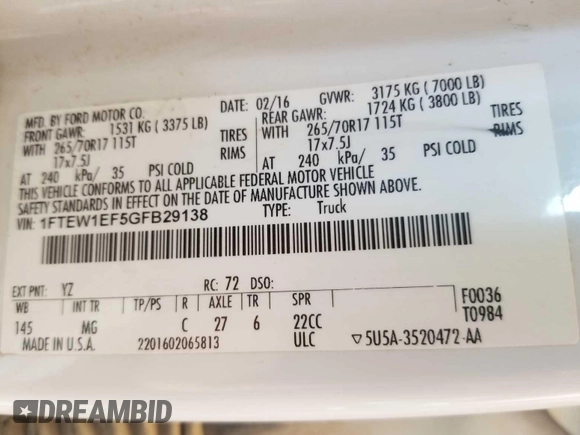 MFD. BY FORD MOTOR CO.
DATE: 02/16 GVWR: 3175 KG ( 7000 LB)
FRONT GAWR: 1531 KG ( 3375 LB) REAR GAWR: 1724 KG ( 3800 LB)
WITH 265/70R17 115T TIRES WITH 265/70R17 115T TIRES
17x7.5J RIMS 17x7.5J RIMS
AT 240 kPa/ 35 PSI COLD AT 240 kPa/ 35 PSI COLD
THIS VEHICLE CONFORMS TO ALL APPLICABLE FEDERAL MOTOR VEHICLE
SAFETY STANDARDS IN EFFECT ON THE DATE OF MANUFACTURE SHOWN ABOVE.
VIN: 1FTEW1EF5GFB29138 TYPE: Truck
EXT PNT: YZ RC: 72 DSO: F0036
WB INT TR TP/PS R AXLE TR SPR T0984
145 MG C 27 6 22CC
MADE IN U.S.A. 2201602065813 ULC ▽5U5A-3520472-AA
DREAMBID